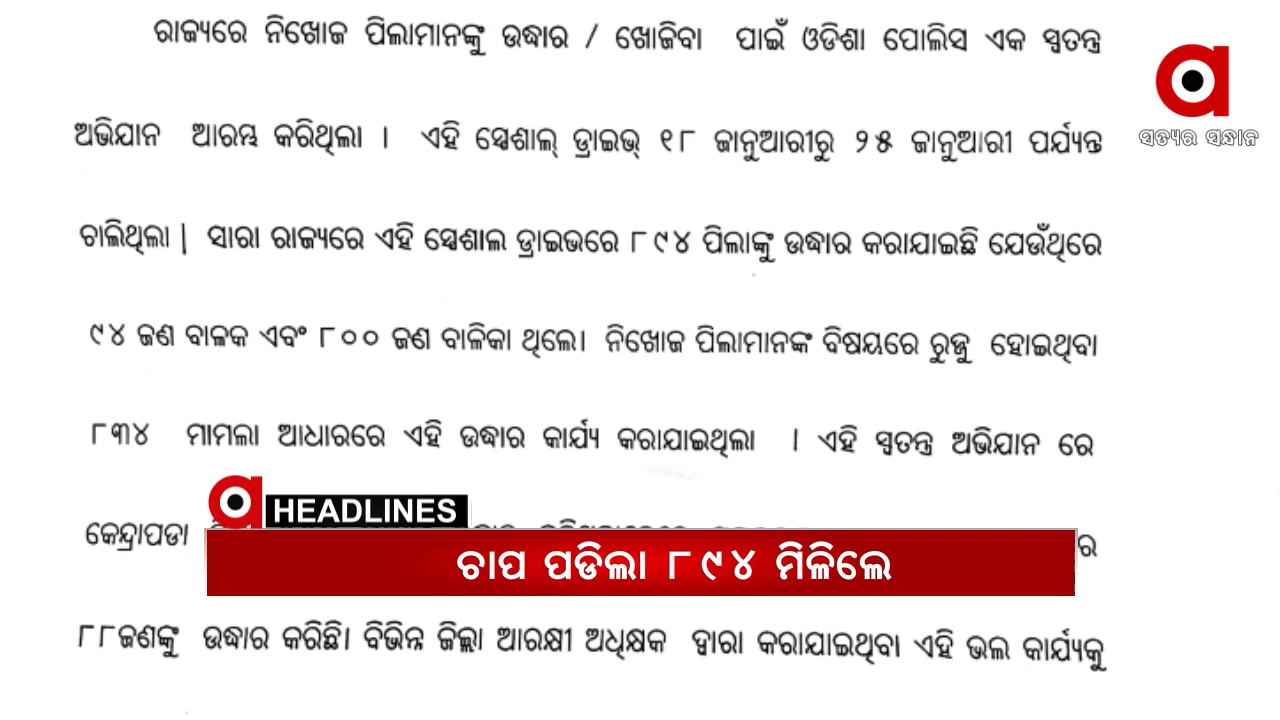 ରାଜ୍ୟରେ ନିଖୋଜ ପିଲାମାନଙ୍କୁ ଉଦ୍ଧାର / ଖୋଜିବା ପାଇଁ ଓଡିଶା ପୋଲିସ ଏକ ସ୍ୱତନ୍ତ୍ର
ଅଭିଯାନ ଆରମ୍ଭ କରିଥିଲା । ଏହି ସ୍ପେଶାଲ୍ ଡ୍ରାଇଭ୍ ୧୮ ଜାନୁଆରୀରୁ ୨୫ ଜାନୁଆରୀ ପର୍ଯ୍ୟନ୍ତ
ଚାଲିଥିଲା | ସାରା ରାଜ୍ୟରେ ଏହି ସ୍ପେଶାଲ ଡ୍ରାଇଭରେ ୮୯୪ ପିଲାଙ୍କୁ ଉଦ୍ଧାର କରାଯାଇଛି ଯେଉଁଥିରେ
୯୪ ଜଣ ବାଳକ ଏବଂ ୮୦୦ ଜଣ ବାଳିକା ଥିଲେ। ନିଖୋଜ ପିଲାମାନଙ୍କ ବିଷୟରେ ରୁଜ୍ଜୁ ହୋଇଥିବା
୮୩୪ ମାମଲା ଆଧାରରେ ଏହି ଉଦ୍ଧାର କାର୍ଯ୍ୟ କରାଯାଇଥିଲା । ଏହି ସ୍ୱତନ୍ତ୍ର ଅଭିଯାନ ରେ
କେନ୍ଦ୍ରାପଡା
୮୮ଜଣଙ୍କୁ ଉଦ୍ଧାର କରିଛି। ବିଭିନ୍ନ ଜିଲ୍ଲା ଆରକ୍ଷୀ ଅଧିକ୍ଷକ ଦ୍ୱାରା କରାଯାଇଥିବା ଏହି ଭଲ କାର୍ଯ୍ୟକୁ
ସତ୍ୟର ସନ୍ଧାନ
HEADLINES
ଚାପ ପଡିଲା ୮୯୪ ମିଳିଲେ